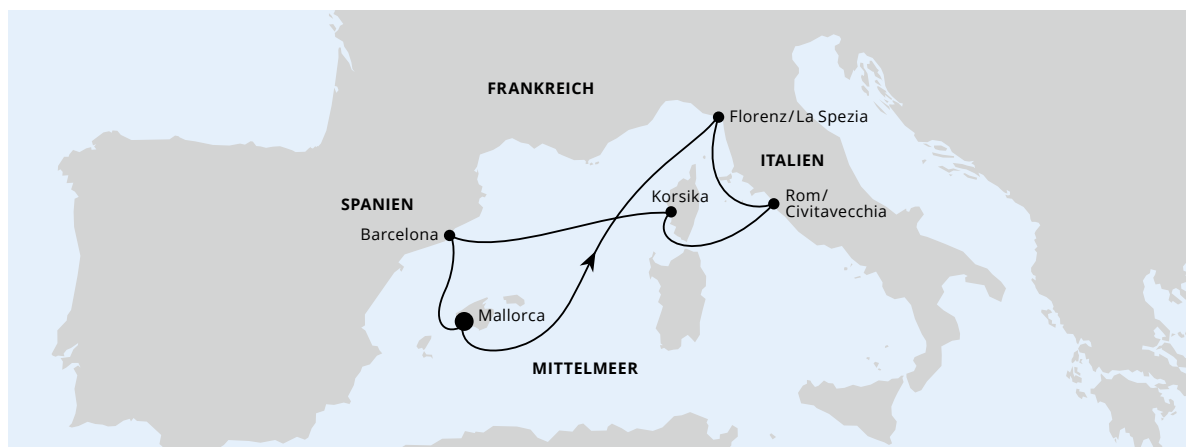 FRANKREICH
Florenz/La Spezia
ITALIEN
Korsika
Rom/
Civitavecchia
SPANIEN
Barcelona
Mallorca
MITTELMEER